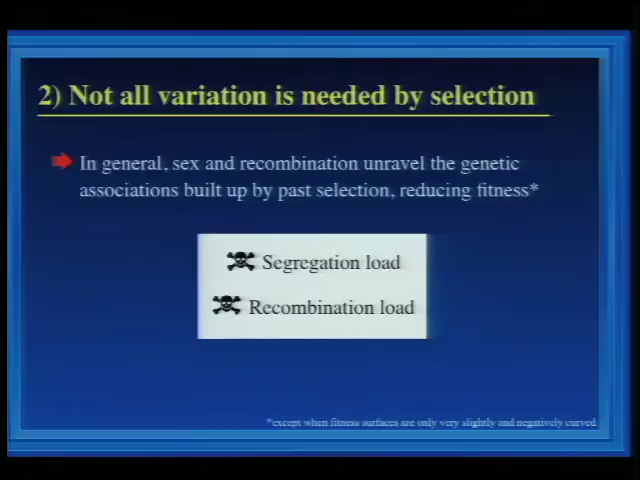 2) Not all variation is needed by selection
In general, sex and recombination unravel the genetic
associations built up by past selection, reducing fitness*
Segregation load
Recombination load
*except when fitness surfaces are only very slightly and negatively curved